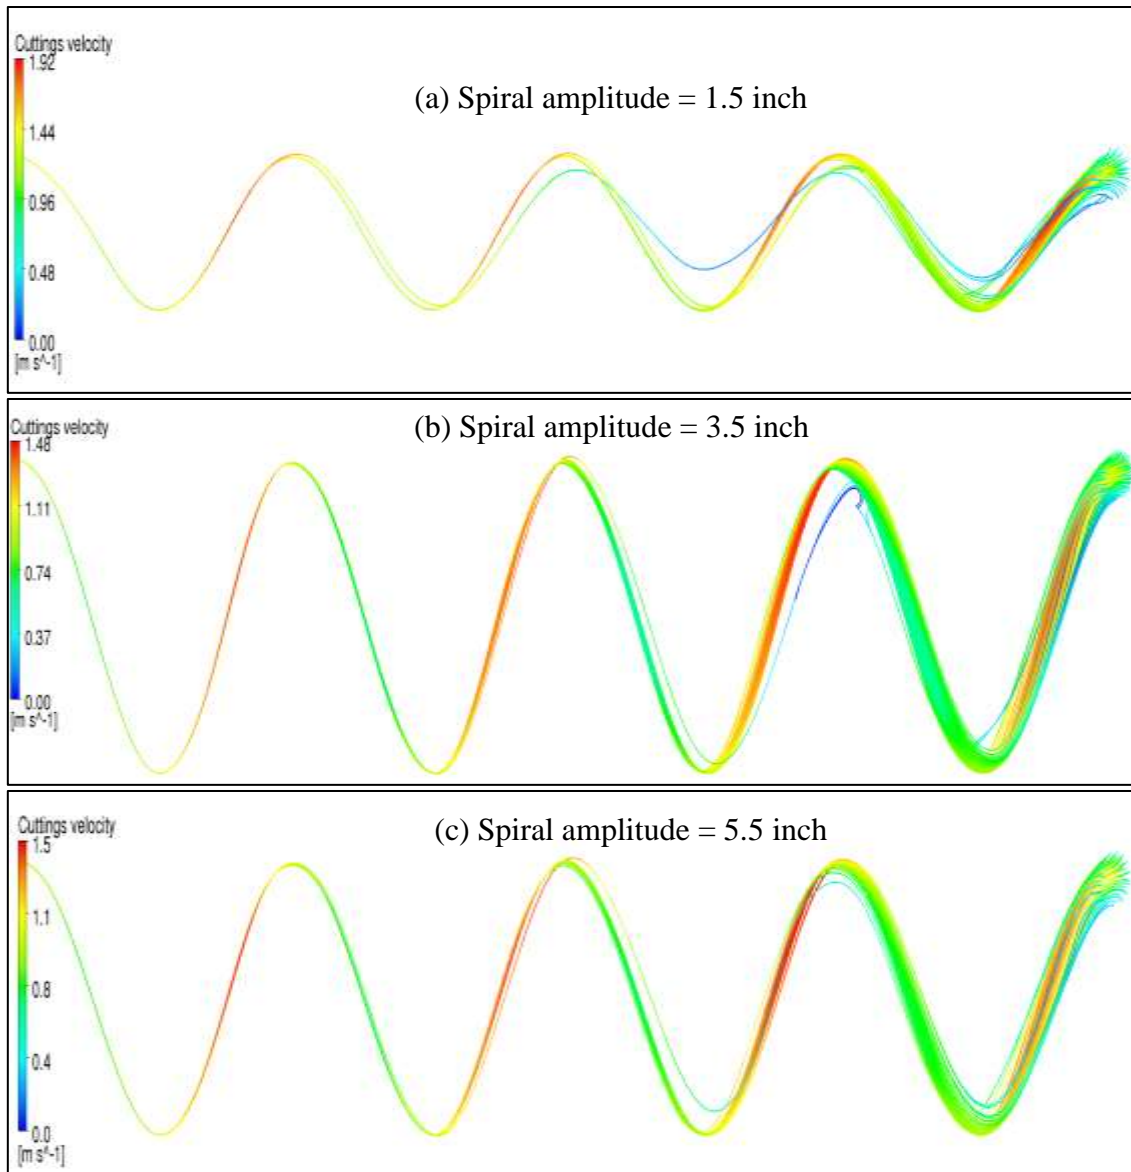 Cuttings velocity
1.92
(a) Spiral amplitude = 1.5 inch
1.44
0.96
0.48
0.00
[m s^-1]
Cuttings velocity
1.48
(b) Spiral amplitude = 3.5 inch
1.11
0.74
0.37
0.00
[m s^-1]
Cuttings velocity
1.5
(c) Spiral amplitude = 5.5 inch
1.1
0.8
0.4
0.0
[m s^-1]